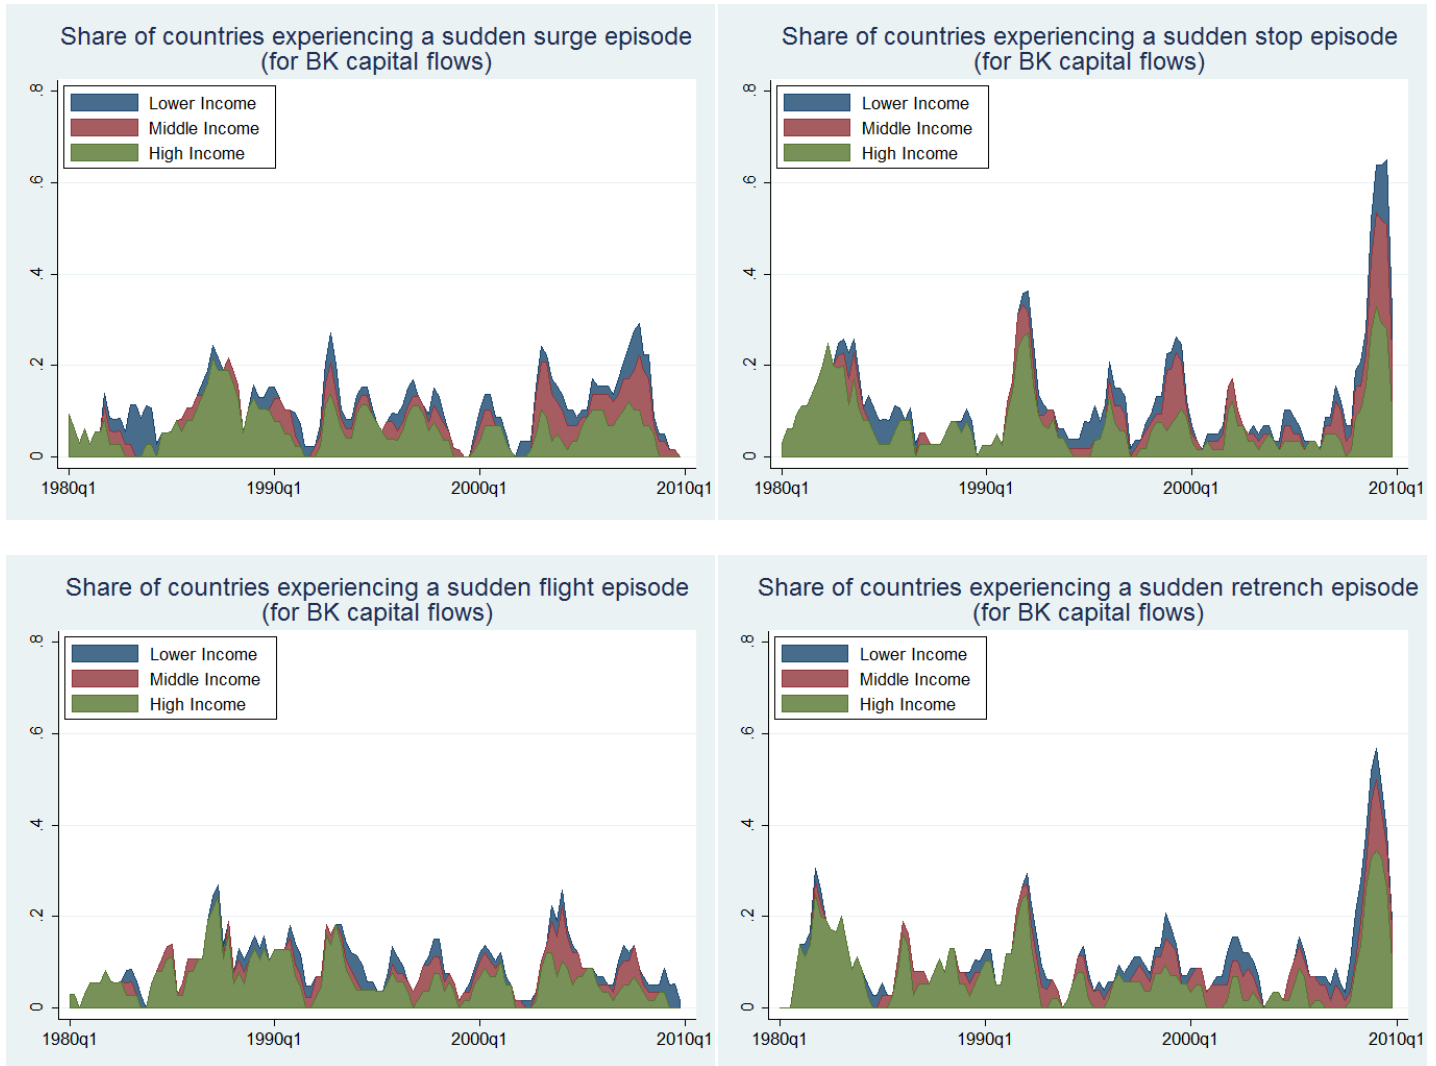 Share of countries experiencing a sudden surge episode
(for BK capital flows)
.8
.6
.4
.2
0
Lower Income
Middle Income
High Income
1980q1
1990q1
2000q1
2010q1
Share of countries experiencing a sudden stop episode
(for BK capital flows)
.8
.6
.4
.2
0
Lower Income
Middle Income
High Income
1980q1
1990q1
2000q1
2010q1
Share of countries experiencing a sudden flight episode
(for BK capital flows)
.8
.6
.4
.2
0
Lower Income
Middle Income
High Income
1980q1
1990q1
2000q1
2010q1
Share of countries experiencing a sudden retrench episode
(for BK capital flows)
.8
.6
.4
.2
0
Lower Income
Middle Income
High Income
1980q1
1990q1
2000q1
2010q1